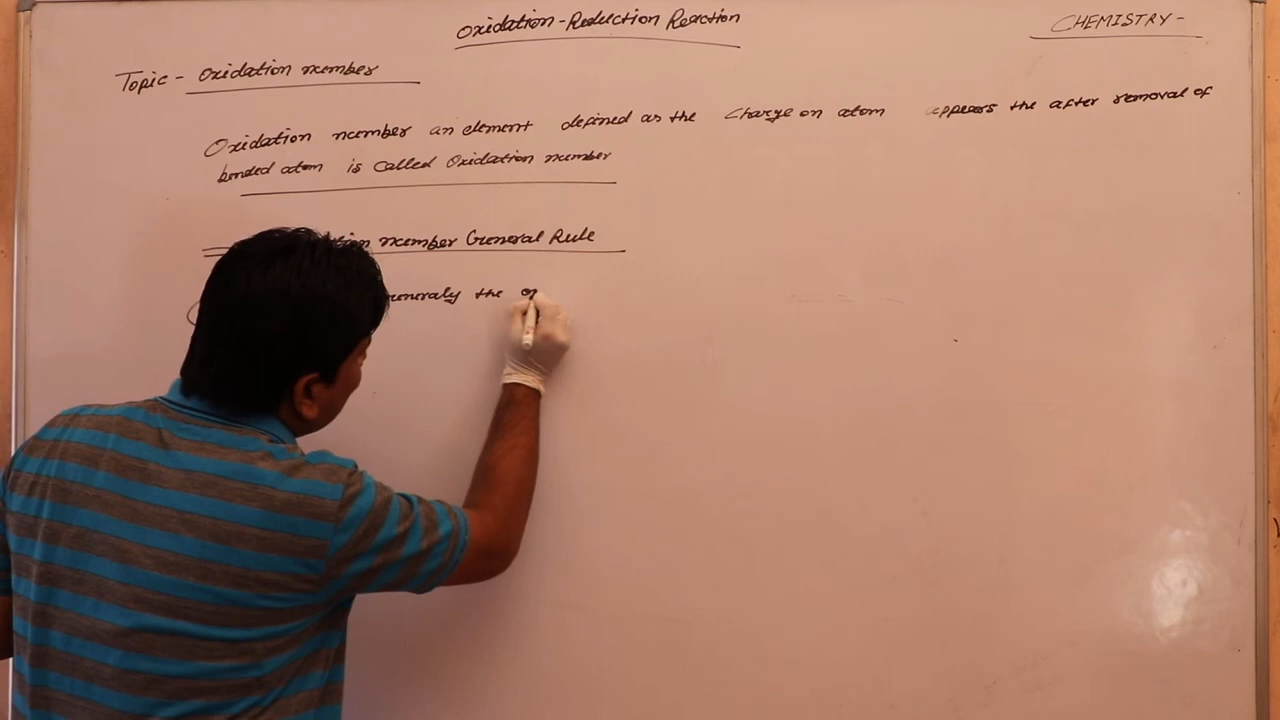 Oxidation-Reduction Reaction
CHEMISTRY-
Topic - Oxidation number
Oxidation number an element defined as the charge on atom appears the after removal of
bonded atom is called Oxidation number
number General Rule
the